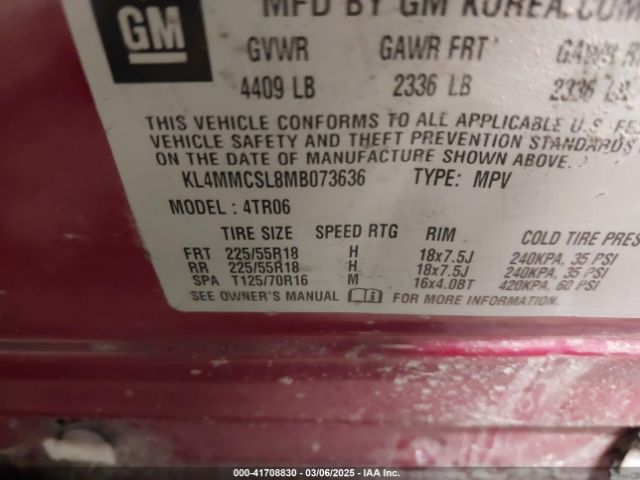 GM
MFD BY GM KOREA COM
GVWR GAWR FRT GAWR R
4409 LB 2336 LB 2336 LB
THIS VEHICLE CONFORMS TO ALL APPLICABLE U.S. FE
VEHICLE SAFETY AND THEFT PREVENTION STANDARDS
DATE OF MANUFACTURE SHOWN ABOVE.
KL4MMCSL8MB073636 TYPE: MPV
MODEL: 4TR06
TIRE SIZE SPEED RTG RIM COLD TIRE PRES
FRT 225/55R18 H 18x7.5J 240KPA, 35 PSI
RR 225/55R18 H 18x7.5J 240KPA, 35 PSI
SPA T125/70R16 M 16x4.0BT 420KPA, 60 PSI
SEE OWNER'S MANUAL i FOR MORE INFORMATION
000-41708830 - 03/06/2025 - IAA Inc.